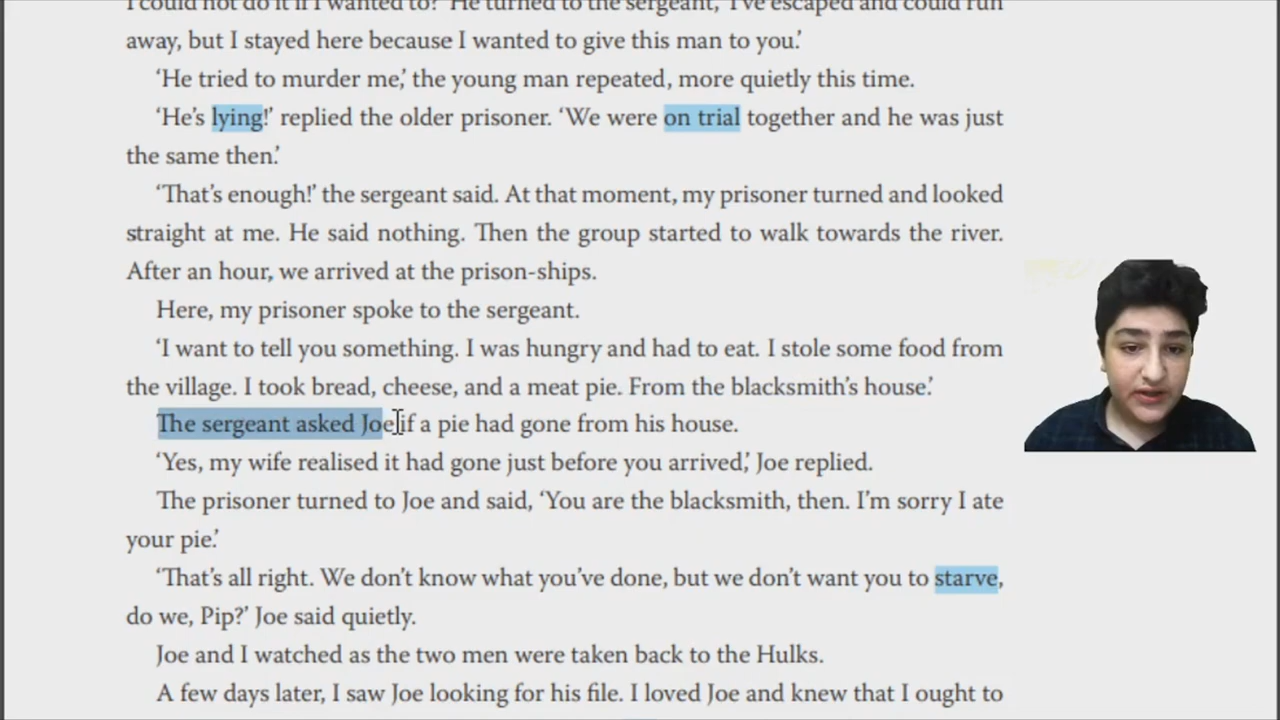 I could not do it if I wanted to?' He turned to the sergeant, 'I've escaped and could run
away, but I stayed here because I wanted to give this man to you.'
'He tried to murder me,' the young man repeated, more quietly this time.
'He's lying!' replied the older prisoner. 'We were on trial together and he was just
the same then.'
'That's enough!' the sergeant said. At that moment, my prisoner turned and looked
straight at me. He said nothing. Then the group started to walk towards the river.
After an hour, we arrived at the prison-ships.
Here, my prisoner spoke to the sergeant.
'I want to tell you something. I was hungry and had to eat. I stole some food from
the village. I took bread, cheese, and a meat pie. From the blacksmith's house.'
The sergeant asked Joe if a pie had gone from his house.
'Yes, my wife realised it had gone just before you arrived,' Joe replied.
The prisoner turned to Joe and said, 'You are the blacksmith, then. I'm sorry I ate
your pie.'
'That's all right. We don't know what you've done, but we don't want you to starve,
do we, Pip?' Joe said quietly.
Joe and I watched as the two men were taken back to the Hulks.
A few days later, I saw Joe looking for his file. I loved Joe and knew that I ought to